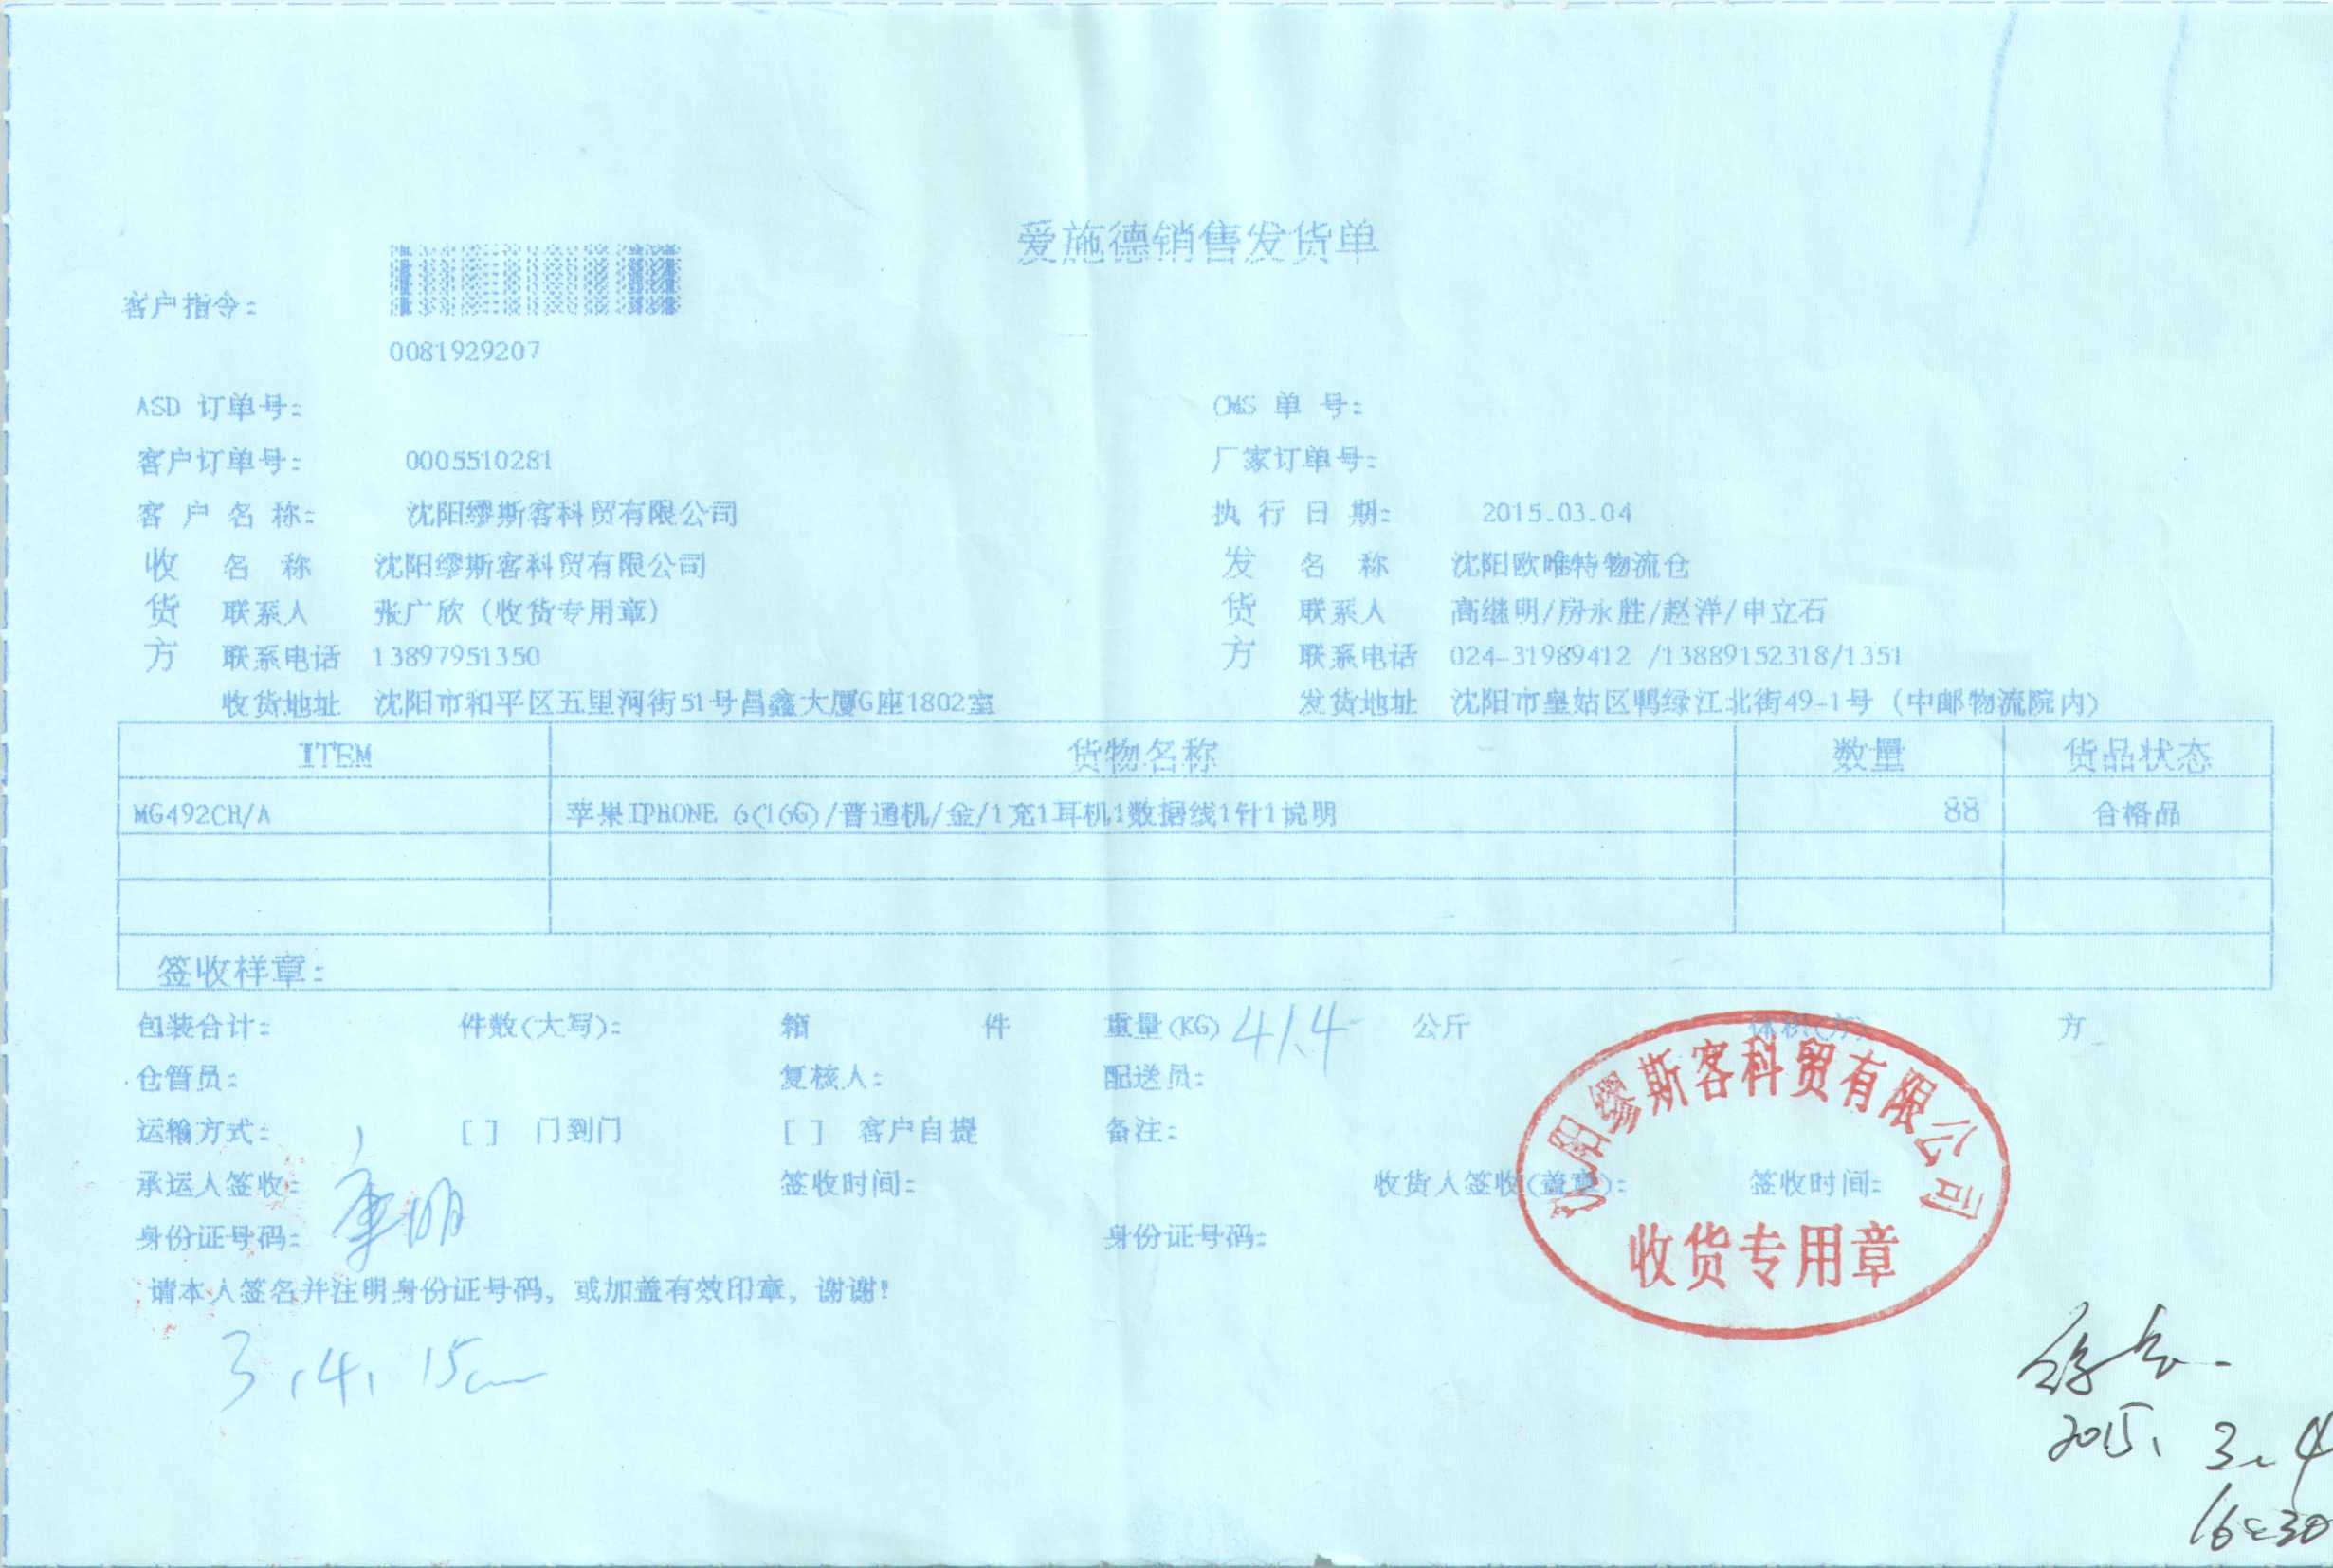 爱施德销售发货单
客户指令:
0081929207
ASD 订单号: CMS 单 号:
客户订单号: 0005510281 厂家订单号:
客 户 名 称: 沈阳缪斯客科贸有限公司 执 行 日 期: 2015.03.04
收 名 称 沈阳缪斯客科贸有限公司 发 名 称 沈阳欧唯特物流仓
货 联系人 张广欣（收货专用章） 货 联系人 高继明/房永胜/赵洋/申立石
方 联系电话 13897951350 方 联系电话 024-31989412 /13889152318/1351
收货地址 沈阳市和平区五里河街51号昌鑫大厦G座1802室 发货地址 沈阳市皇姑区鸭绿江北街49-1号（中邮物流院内）
ITEM 货物名称 数量 货品状态
MG492CH/A 苹果IPHONE 6(16G)/普通机/金/1充1耳机1数据线1针1说明 88 合格品
签收样章:
包装合计: 件数(大写): 箱 件 重量(KG) 41.4 公斤 体积(方) 方
仓管员: 复核人: 配送员:
运输方式: [ ] 门到门 [ ] 客户自提 备注:
承运人签收: 签收时间: 收货人签收(盖章): 签收时间:
身份证号码: 身份证号码:
请本人签名并注明身份证号码，或加盖有效印章，谢谢!
沈阳缪斯客科贸有限公司
收货专用章
3.4. 15
2015. 3.4
16:30